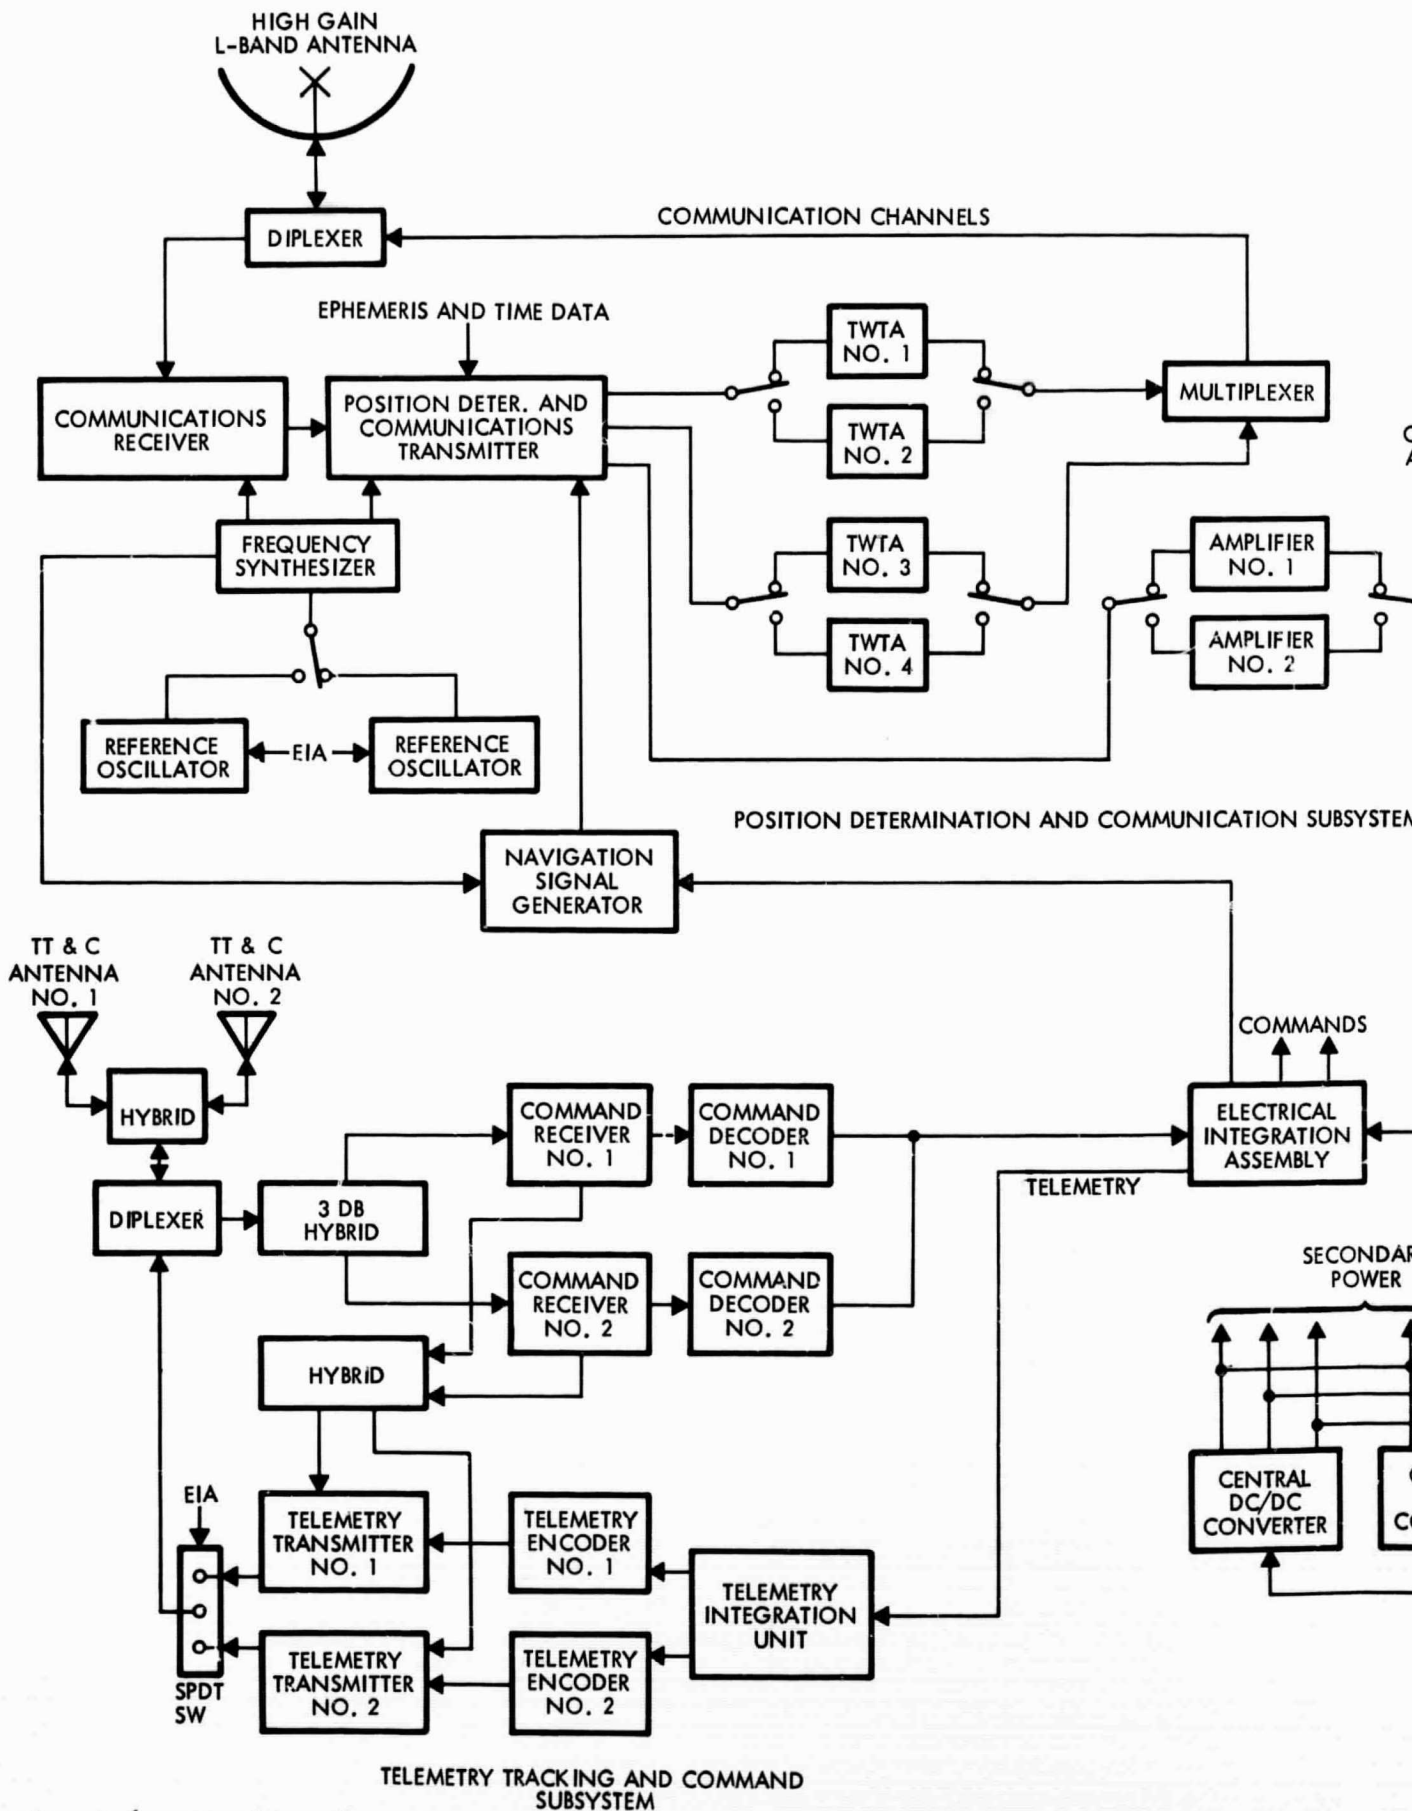 HIGH GAIN
L-BAND ANTENNA
DIPLEXER
COMMUNICATION CHANNELS
EPHEMERIS AND TIME DATA
COMMUNICATIONS
RECEIVER
POSITION DETER. AND
COMMUNICATIONS
TRANSMITTER
TWTA
NO. 1
TWTA
NO. 2
MULTIPLEXER
FREQUENCY
SYNTHESIZER
TWTA
NO. 3
TWTA
NO. 4
AMPLIFIER
NO. 1
AMPLIFIER
NO. 2
REFERENCE
OSCILLATOR
EIA
REFERENCE
OSCILLATOR
POSITION DETERMINATION AND COMMUNICATION SUBSYSTEM
NAVIGATION
SIGNAL
GENERATOR
TT & C
ANTENNA
NO. 1
TT & C
ANTENNA
NO. 2
COMMANDS
HYBRID
COMMAND
RECEIVER
NO. 1
COMMAND
DECODER
NO. 1
ELECTRICAL
INTEGRATION
ASSEMBLY
TELEMETRY
DIPLEXER
3 DB
HYBRID
COMMAND
RECEIVER
NO. 2
COMMAND
DECODER
NO. 2
SECONDAR
POWER
HYBRID
CENTRAL
DC/DC
CONVERTER
EIA
TELEMETRY
TRANSMITTER
NO. 1
TELEMETRY
ENCODER
NO. 1
TELEMETRY
INTEGRATION
UNIT
TELEMETRY
TRANSMITTER
NO. 2
TELEMETRY
ENCODER
NO. 2
SPDT
SW
TELEMETRY TRACKING AND COMMAND
SUBSYSTEM